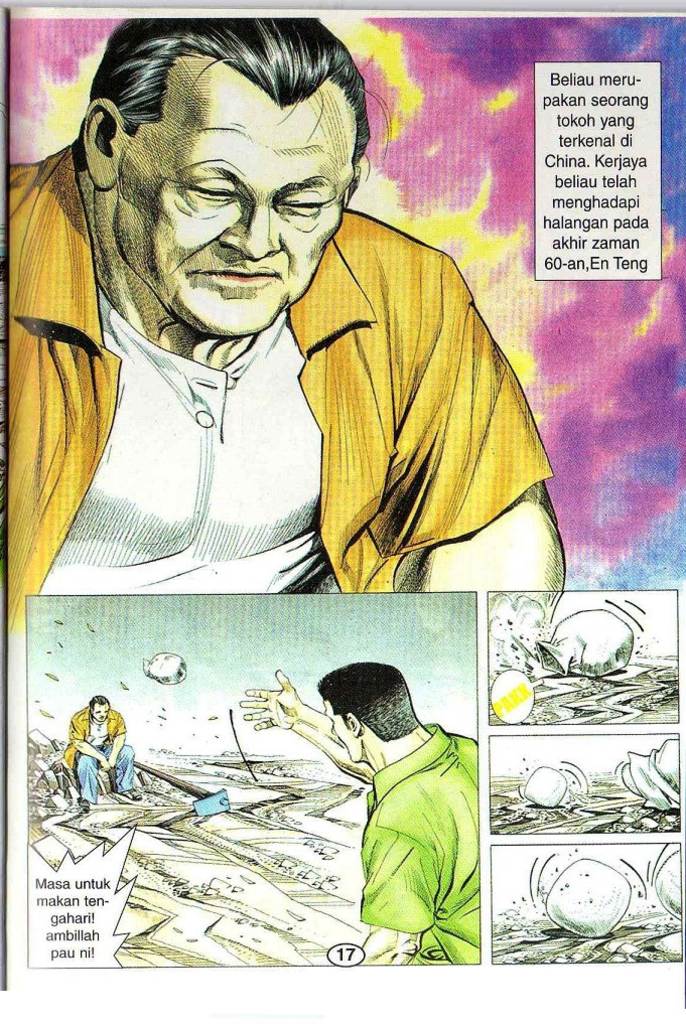 Beliau meru-
pakan seorang
tokoh yang
terkenal di
China. Kerjaya
beliau telah
menghadapi
halangan pada
akhir zaman
60-an,En Teng
PAKK
Masa untuk
makan ten-
gahari!
ambillah
pau ni!
17